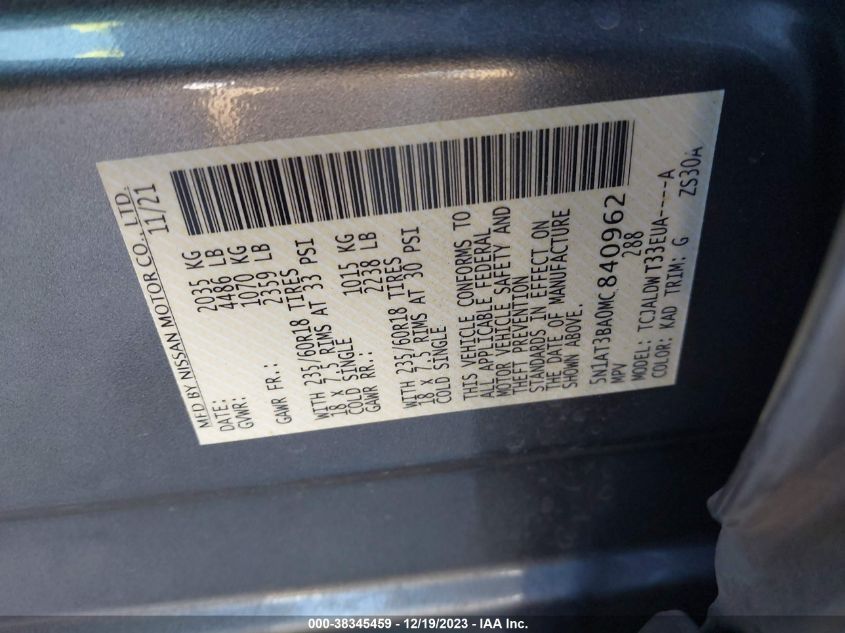 MFD BY NISSAN MOTOR CO., LTD.
DATE: 11/21
GVWR: 2035 KG
4486 LB
1070 KG
GAWR FR.: 2359 LB
WITH 235/60R18 TIRES
18 X 7.5 RIMS AT 33 PSI
COLD SINGLE 1015 KG
GAWR RR.: 2238 LB
WITH 235/60R18 TIRES
18 X 7.5 RIMS AT 30 PSI
COLD SINGLE
THIS VEHICLE CONFORMS TO
ALL APPLICABLE FEDERAL
MOTOR VEHICLE SAFETY AND
THEFT PREVENTION
STANDARDS IN EFFECT ON
THE DATE OF MANUFACTURE
SHOWN ABOVE.
5N1AT3BA0MC 840962
MPV 288
MODEL: TCJALDWT33EUA----A
COLOR: KAD TRIM: G ZS30A
000-38345459 - 12/19/2023 - IAA Inc.